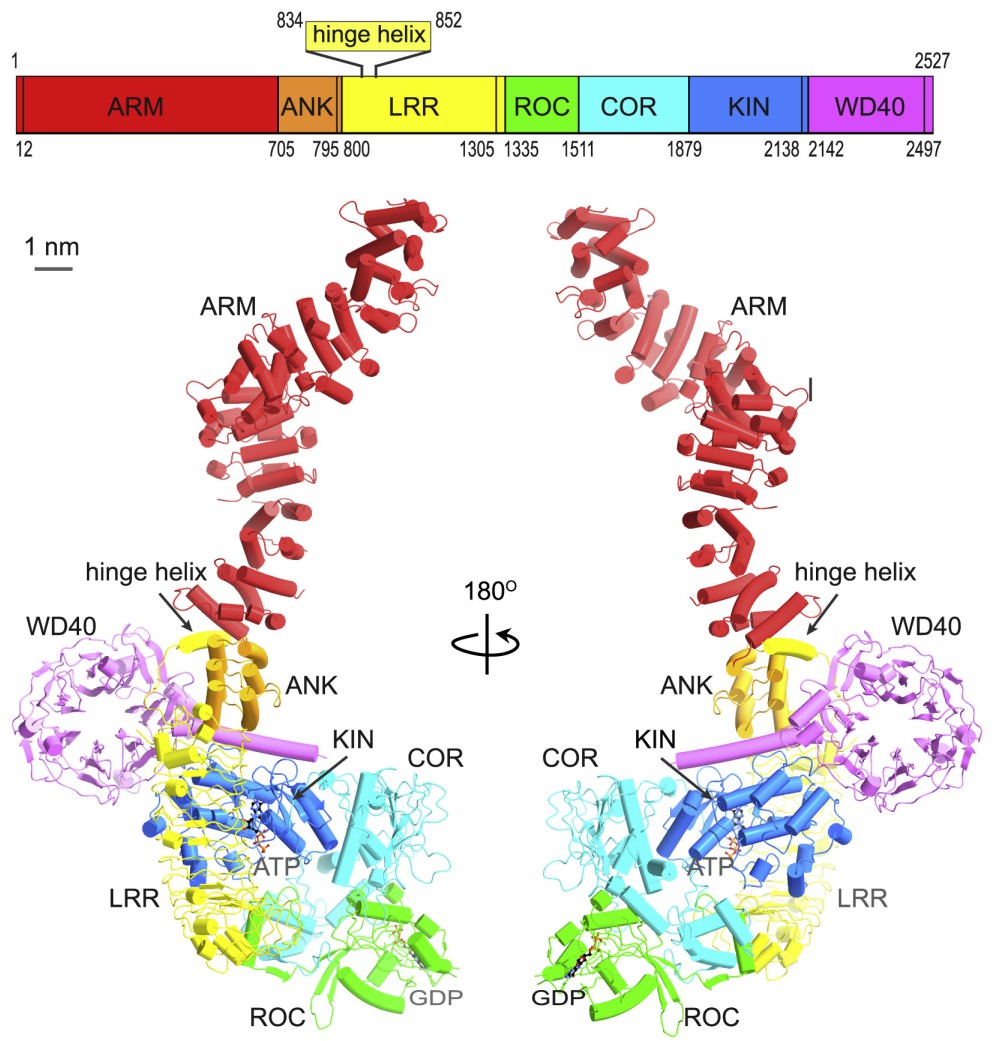 834 852
hinge helix
1 2527
ARM ANK LRR ROC COR KIN WD40
12 705 795 800 1305 1335 1511 1879 2138 2142 2497
1 nm
ARM ARM
hinge helix hinge helix
180o
WD40 WD40
ANK ANK
KIN KIN
COR COR
ATP ATP
LRR LRR
GDP GDP
ROC ROC